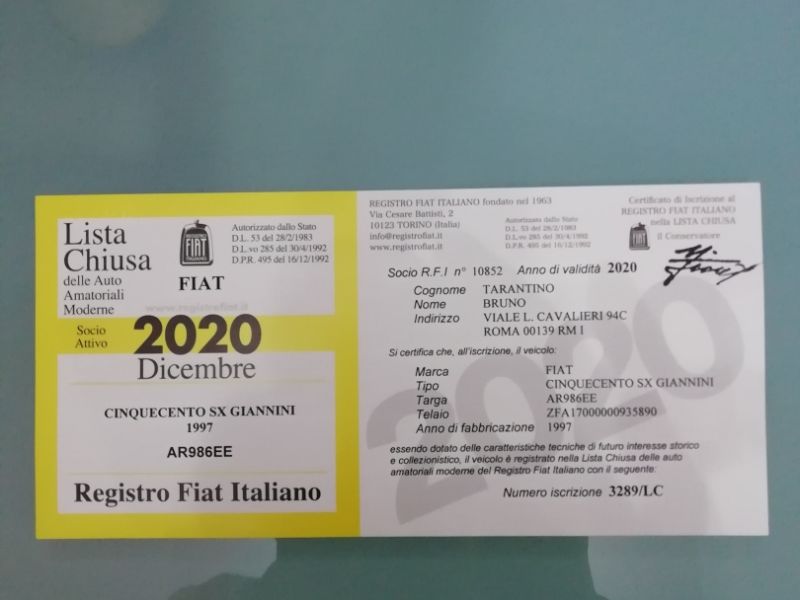 Lista
Chiusa
delle Auto
Amatoriali
Moderne
FIAT
FIAT
Autorizzato dallo Stato
D.L. 53 del 28/2/1983
D.L.vo 285 del 30/4/1992
D.P.R. 495 del 16/12/1992
www.registrofiat.it
Socio
Attivo
2020
Dicembre
CINQUECENTO SX GIANNINI
1997
AR986EE
Registro Fiat Italiano
REGISTRO FIAT ITALIANO fondato nel 1963
Via Cesare Battisti, 2
10123 TORINO (Italia)
info@registrofiat.it
www.registrofiat.it
Autorizzato dallo Stato
D.L. 53 del 28/2/1983
D.L.vo 285 del 30/4/1992
D.P.R. 495 del 16/12/1992
FIAT
Certificato di Iscrizione al
REGISTRO FIAT ITALIANO
nella LISTA CHIUSA
il Conservatore
Socio R.F.I n° 10852 Anno di validità 2020
Cognome TARANTINO
Nome BRUNO
Indirizzo VIALE L. CAVALIERI 94C
ROMA 00139 RM I
Si certifica che, all'iscrizione, il veicolo:
Marca FIAT
Tipo CINQUECENTO SX GIANNINI
Targa AR986EE
Telaio ZFA17000000935890
Anno di fabbricazione 1997
2020
essendo dotato delle caratteristiche tecniche di futuro interesse storico
e collezionistico, il veicolo è registrato nella Lista Chiusa delle auto
amatoriali moderne del Registro Fiat Italiano con il seguente:
Numero iscrizione 3289/LC